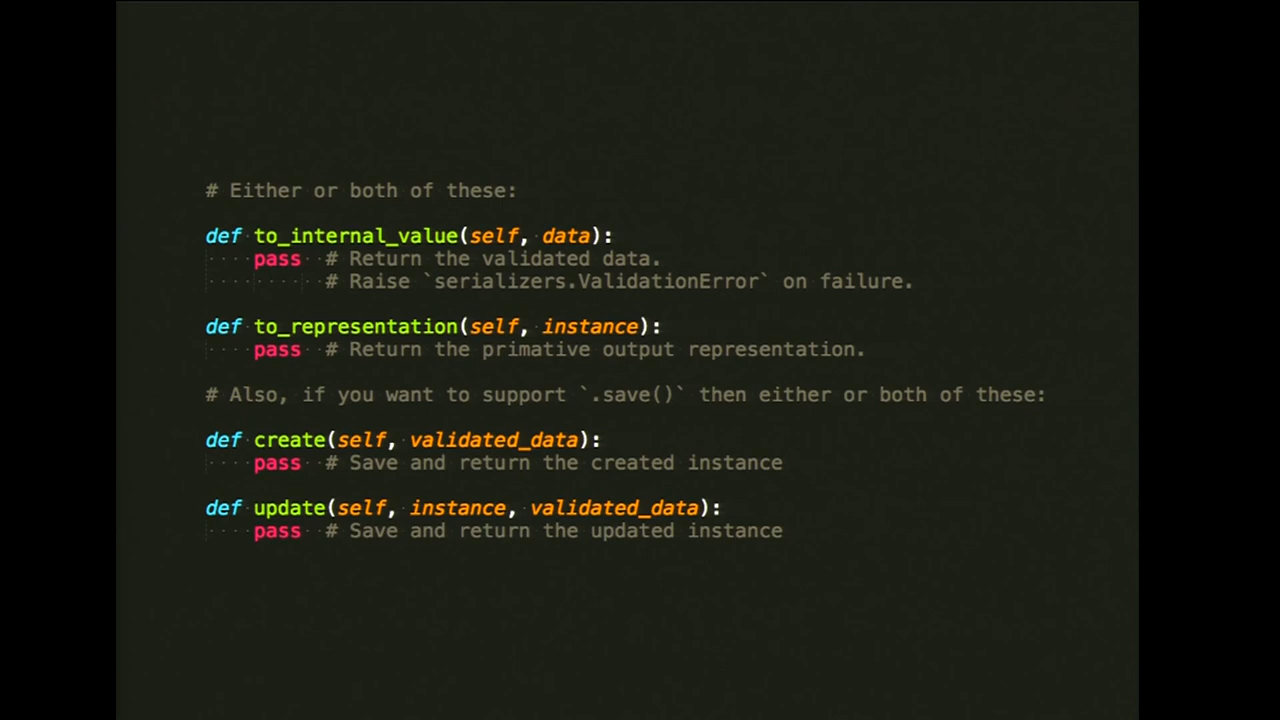 # Either or both of these:
def to_internal_value(self, data):
pass # Return the validated data.
# Raise `serializers.ValidationError` on failure.
def to_representation(self, instance):
pass # Return the primative output representation.
# Also, if you want to support `.save()` then either or both of these:
def create(self, validated_data):
pass # Save and return the created instance
def update(self, instance, validated_data):
pass # Save and return the updated instance